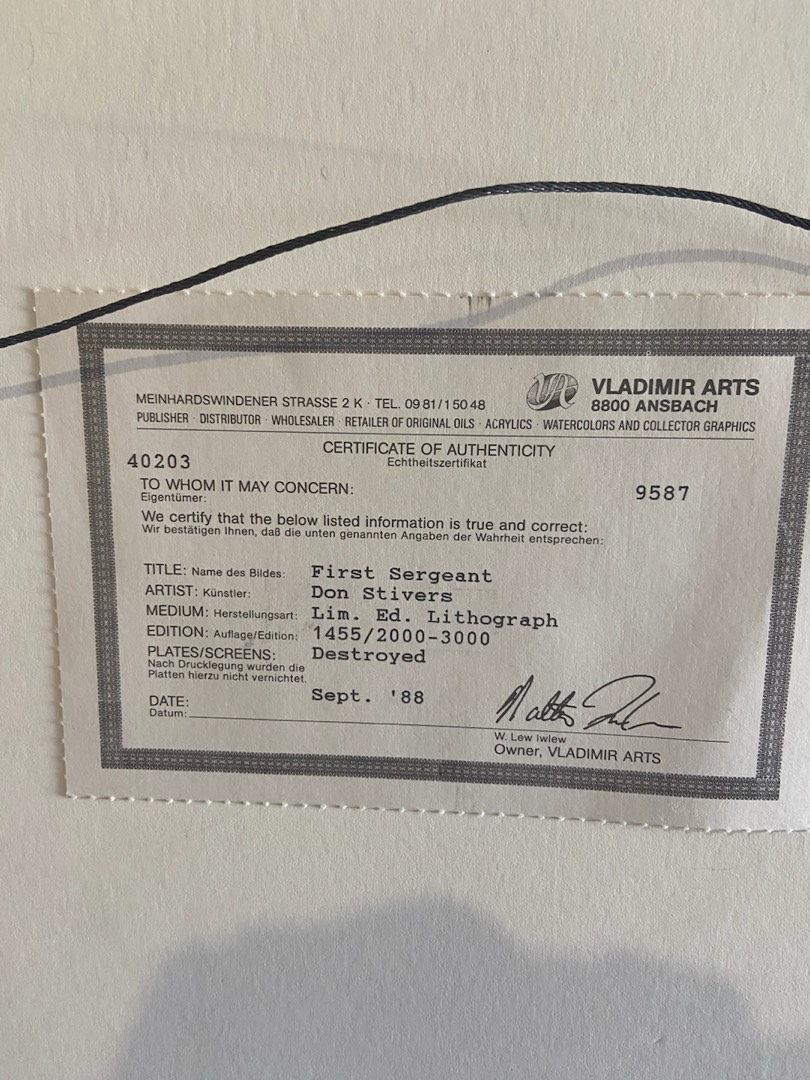 MEINHARDSWINDENER STRASSE 2 K · TEL. 09 81/1 50 48
VLADIMIR ARTS
8800 ANSBACH
PUBLISHER · DISTRIBUTOR · WHOLESALER · RETAILER OF ORIGINAL OILS · ACRYLICS · WATERCOLORS AND COLLECTOR GRAPHICS
CERTIFICATE OF AUTHENTICITY
Echtheitszertifikat
40203
TO WHOM IT MAY CONCERN:
Eigentümer:
9587
We certify that the below listed information is true and correct:
Wir bestätigen Ihnen, daß die unten genannten Angaben der Wahrheit entsprechen:
TITLE: Name des Bildes: First Sergeant
ARTIST: Künstler: Don Stivers
MEDIUM: Herstellungsart: Lim. Ed. Lithograph
EDITION: Auflage/Edition: 1455/2000-3000
PLATES/SCREENS: Destroyed
Nach Drucklegung wurden die
Platten hierzu nicht vernichtet.
DATE: Sept. '88
Datum:
W. Lew Iwlew
Owner, VLADIMIR ARTS